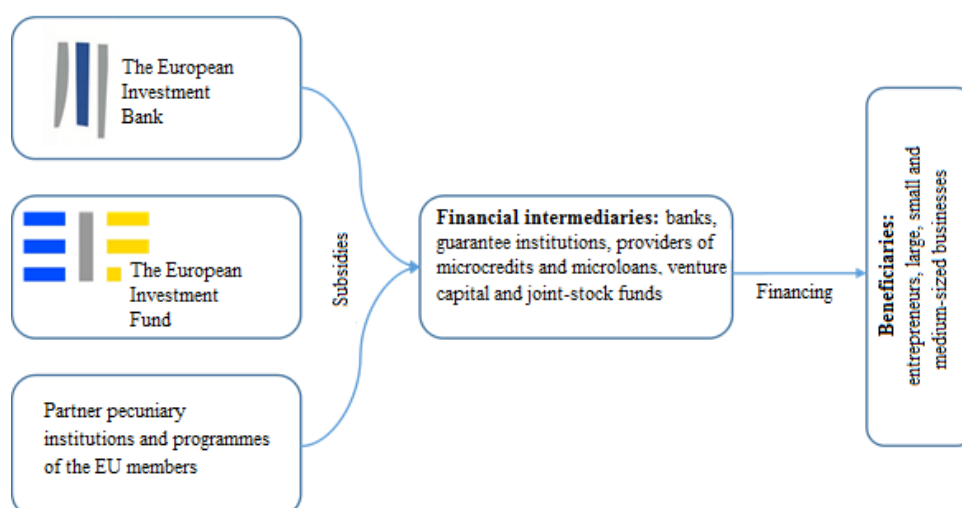 The European
Investment
Bank
The European
Investment
Fund
Partner pecuniary
institutions and programmes
of the EU members
Subsidies
Financial intermediaries: banks,
guarantee institutions, providers of
microcredits and microloans, venture
capital and joint-stock funds
Financing
Beneficiaries:
entrepreneurs, large, small and
medium-sized businesses